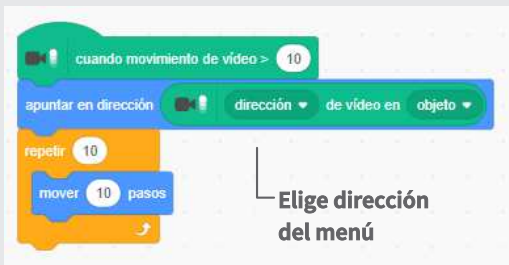 cuando movimiento de vídeo > 10
apuntar en dirección dirección de vídeo en objeto
repetir 10
mover 10 pasos
Elige dirección
del menú